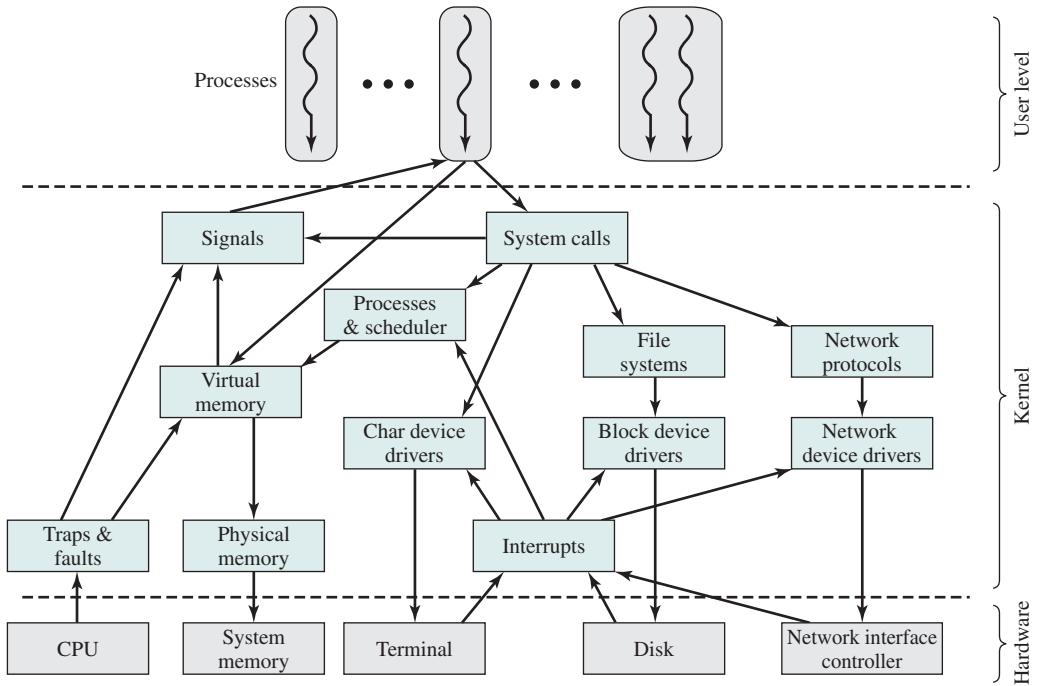 Processes
User level
Signals
System calls
Processes
& scheduler
File
systems
Network
protocols
Virtual
memory
Kernel
Char device
drivers
Block device
drivers
Network
device drivers
Traps &
faults
Physical
memory
Interrupts
CPU
System
memory
Terminal
Disk
Network interface
controller
Hardware